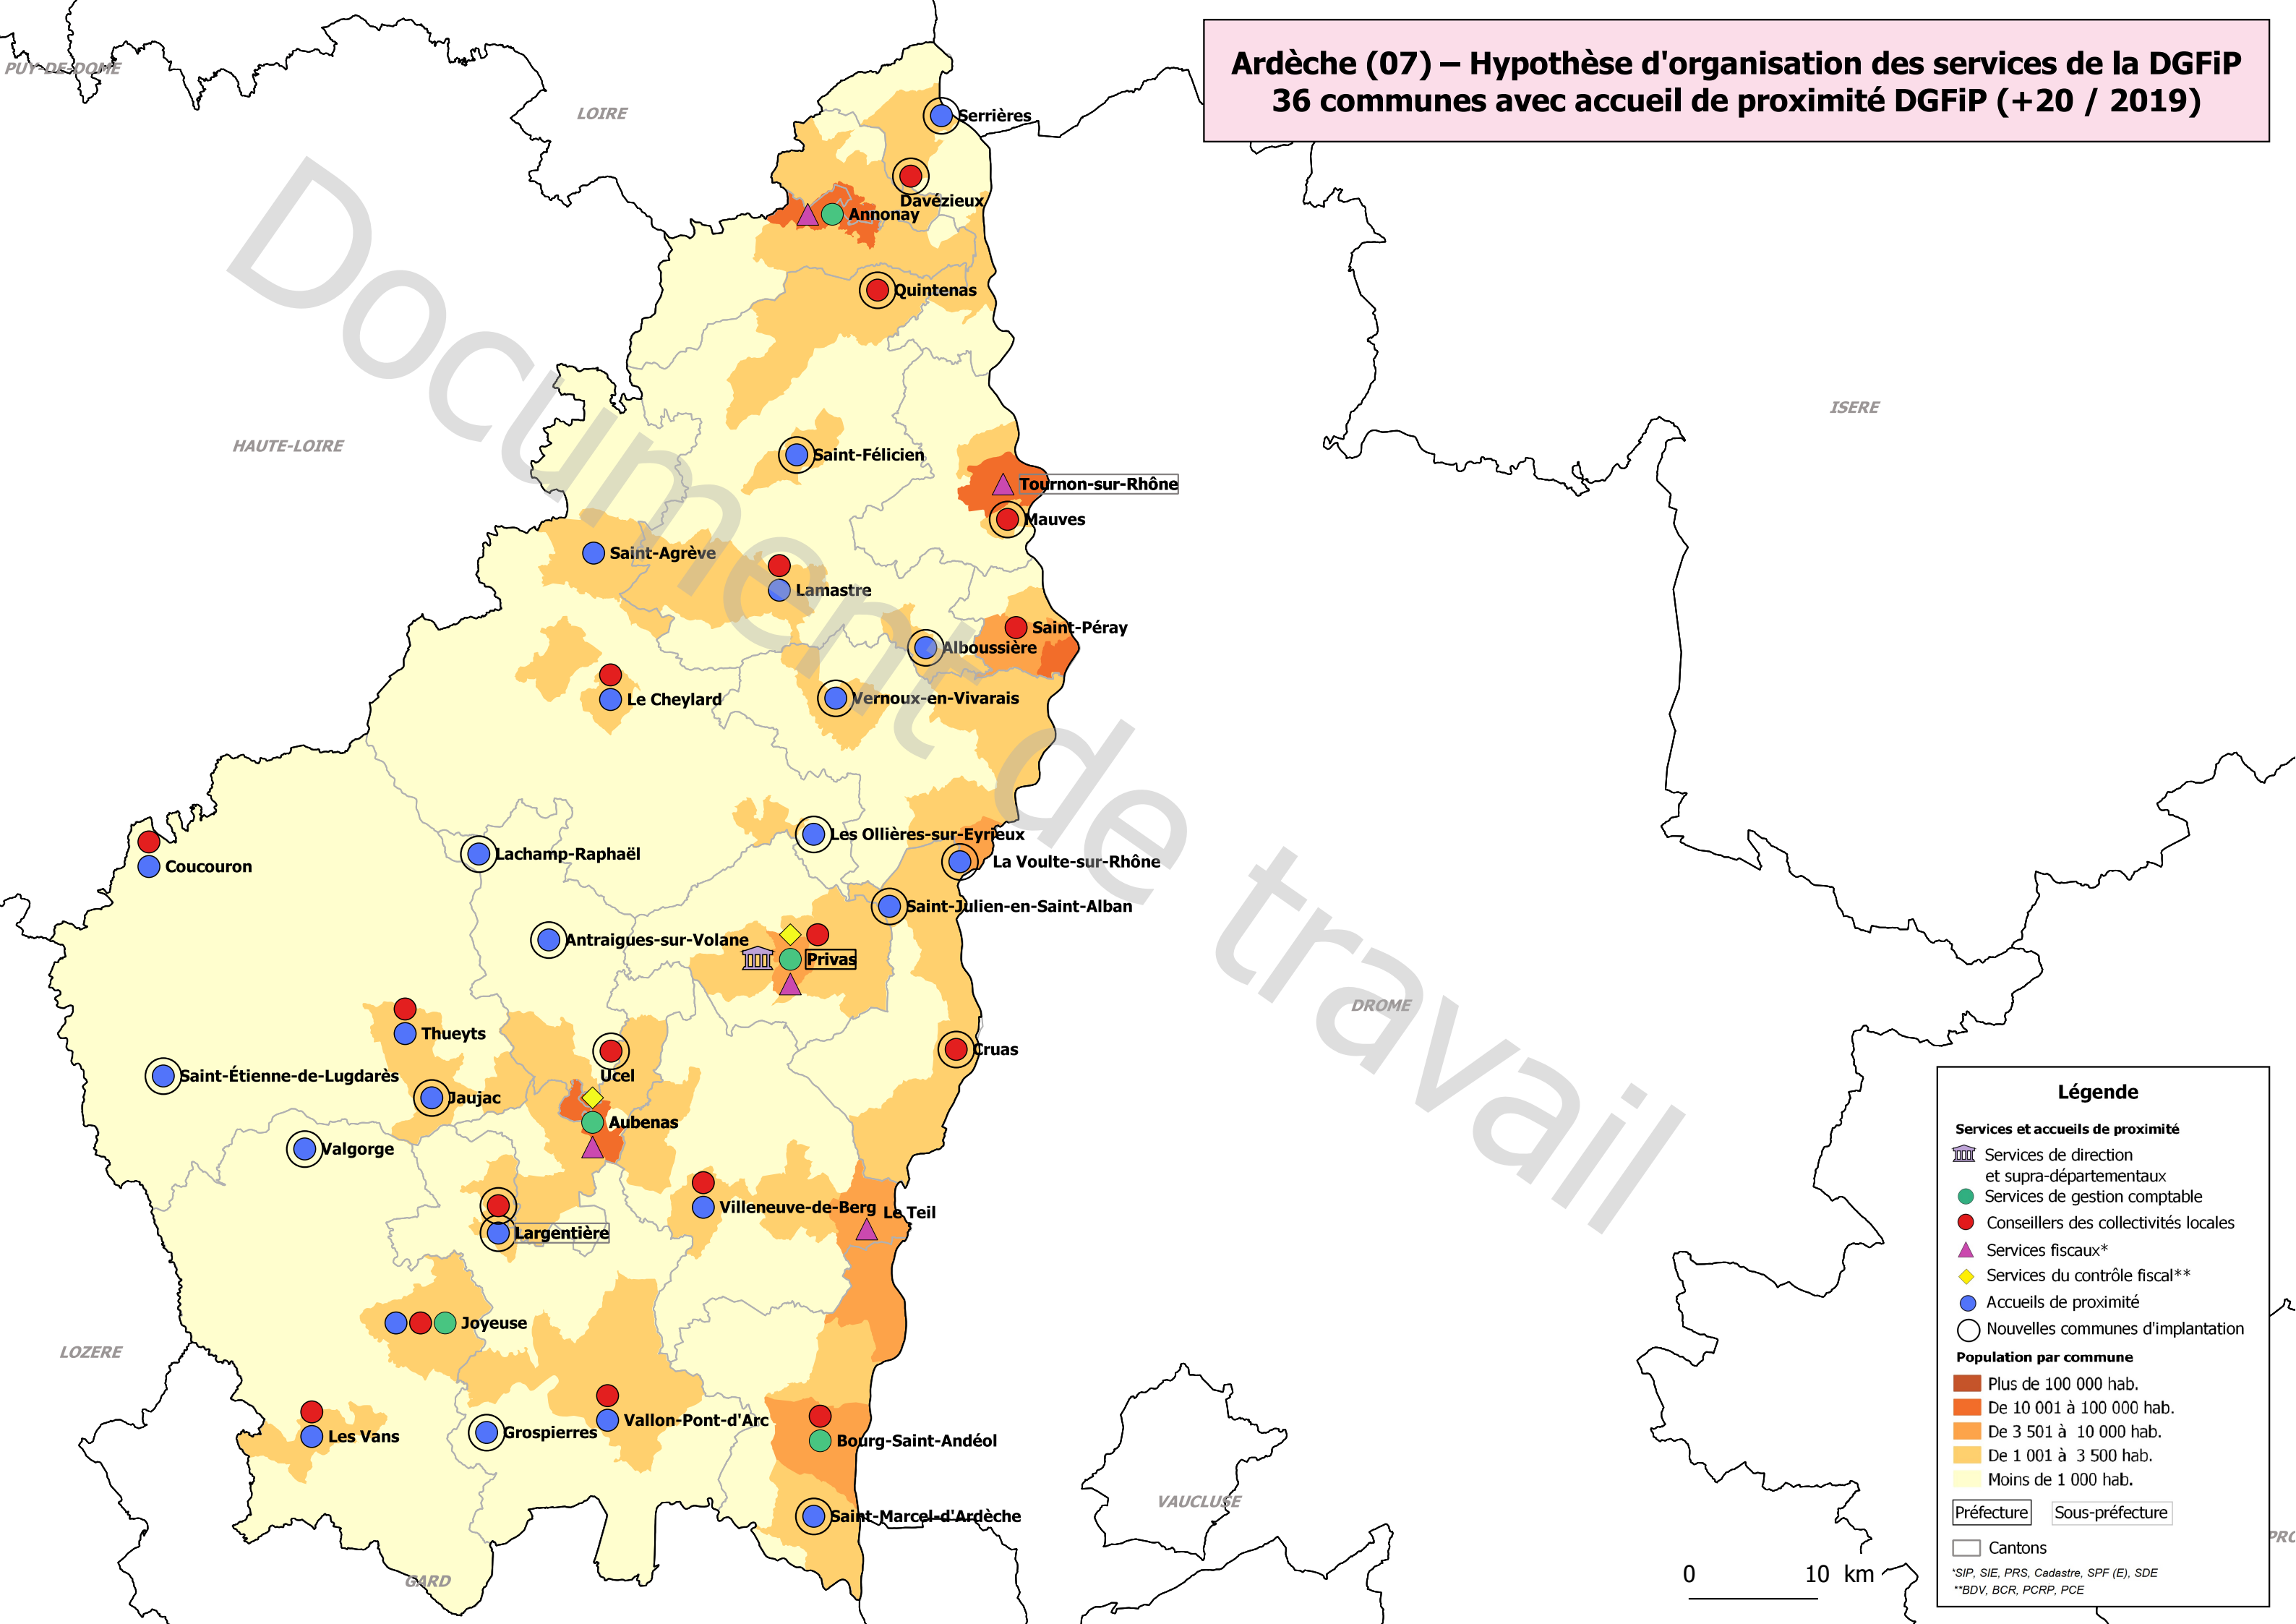 Ardèche (07) – Hypothèse d'organisation des services de la DGFiP
36 communes avec accueil de proximité DGFiP (+20 / 2019)
PUY-DE-DOME
LOIRE
Serrières
Davézieux
Annonay
Quintenas
ISERE
HAUTE-LOIRE
Saint-Félicien
Tournon-sur-Rhône
Mauves
Saint-Agrève
Lamastre
Saint-Péray
Alboussière
Le Cheylard
Vernoux-en-Vivarais
Les Ollières-sur-Eyrieux
Lachamp-Raphaël
La Voulte-sur-Rhône
Coucouron
Saint-Julien-en-Saint-Alban
Antraigues-sur-Volane
Privas
DROME
Thueyts
Cruas
Saint-Étienne-de-Lugdarès
Ucel
Jaujac
Aubenas
Valgorge
Villeneuve-de-Berg
Le Teil
Largentière
Joyeuse
LOZERE
Vallon-Pont-d'Arc
Les Vans
Grospierres
Bourg-Saint-Andéol
VAUCLUSE
Saint-Marcel-d'Ardèche
GARD
PRO
Document de travail
Légende
Services et accueils de proximité
Services de direction
et supra-départementaux
Services de gestion comptable
Conseillers des collectivités locales
Services fiscaux*
Services du contrôle fiscal**
Accueils de proximité
Nouvelles communes d'implantation
Population par commune
Plus de 100 000 hab.
De 10 001 à 100 000 hab.
De 3 501 à 10 000 hab.
De 1 001 à 3 500 hab.
Moins de 1 000 hab.
Préfecture Sous-préfecture
Cantons
*SIP, SIE, PRS, Cadastre, SPF (E), SDE
**BDV, BCR, PCRP, PCE
0 10 km